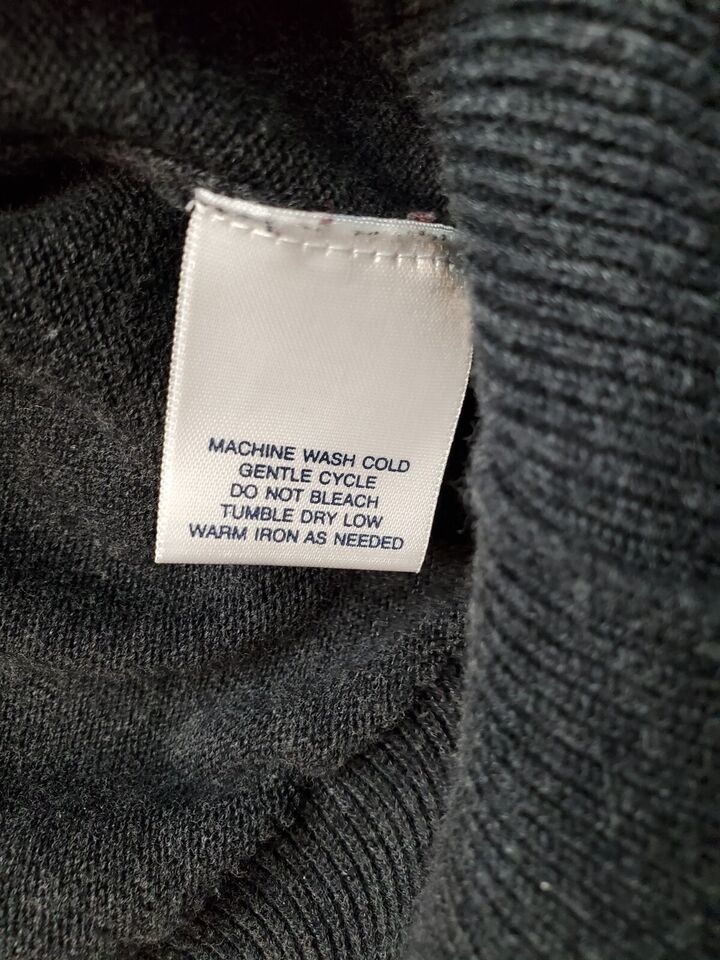 MACHINE WASH COLD
GENTLE CYCLE
DO NOT BLEACH
TUMBLE DRY LOW
WARM IRON AS NEEDED